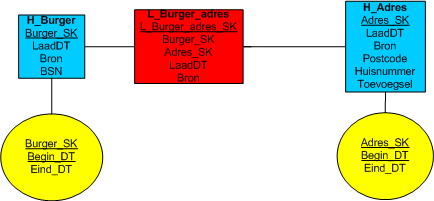 H_Burger
Burger_SK
LaadDT
Bron
BSN
L_Burger_adres
L_Burger_adres_SK
Burger_SK
Adres_SK
LaadDT
Bron
H_Adres
Adres_SK
LaadDT
Bron
Postcode
Huisnummer
Toevoegsel
Burger_SK
Begin_DT
Eind_DT
Adres_SK
Begin_DT
Eind_DT